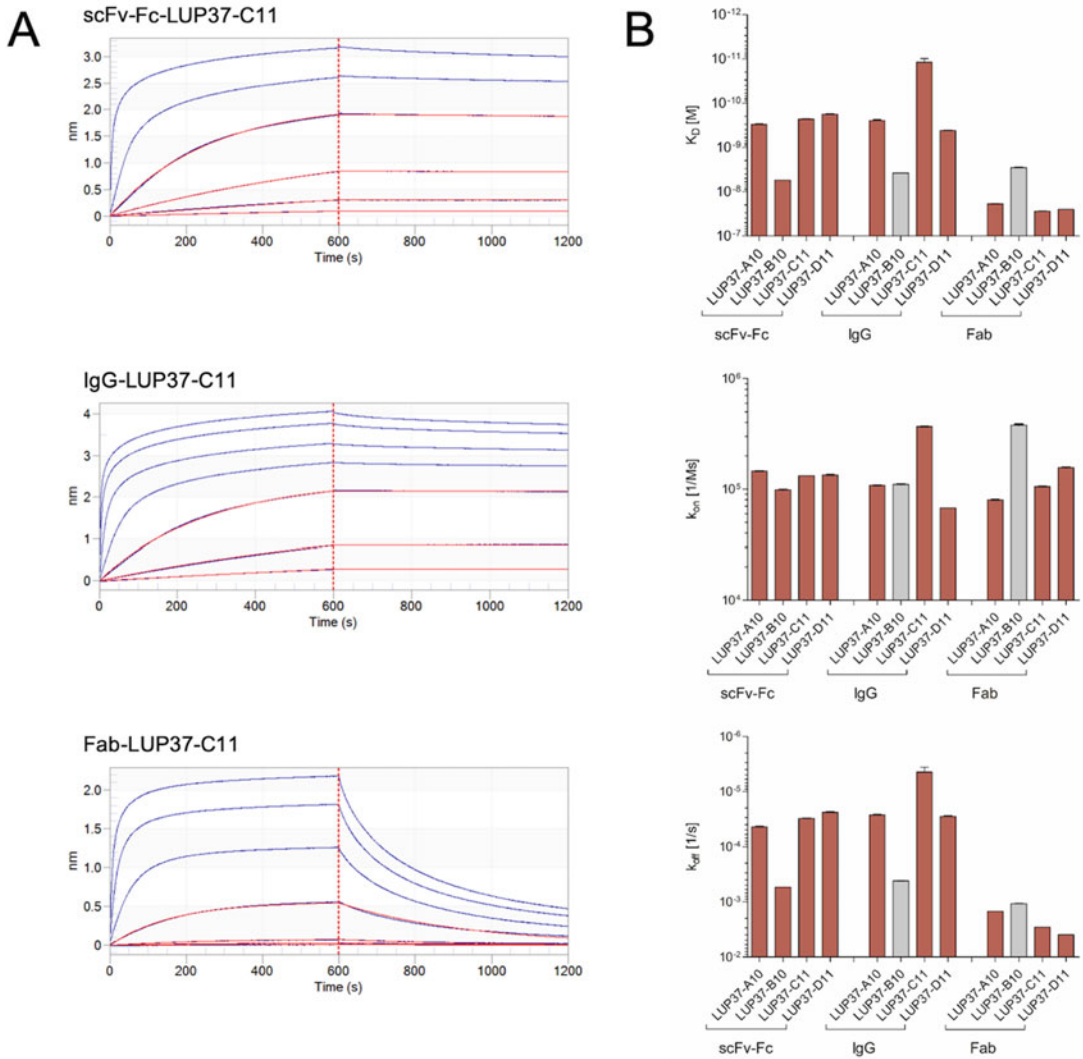 A
scFv-Fc-LUP37-C11
3.0
2.5
2.0
1.5
1.0
0.5
0
nm
0 200 400 600 800 1000 1200
Time (s)
IgG-LUP37-C11
4
3
2
1
0
nm
0 200 400 600 800 1000 1200
Time (s)
Fab-LUP37-C11
2.0
1.5
1.0
0.5
0
nm
0 200 400 600 800 1000 1200
Time (s)
B
10-12
10-11
10-10
10-9
10-8
10-7
KD [M]
LUP37-A10 LUP37-B10 LUP37-C11 LUP37-D11 LUP37-A10 LUP37-B10 LUP37-C11 LUP37-D11 LUP37-A10 LUP37-B10 LUP37-C11 LUP37-D11
scFv-Fc IgG Fab
106
105
104
kon [1/Ms]
LUP37-A10 LUP37-B10 LUP37-C11 LUP37-D11 LUP37-A10 LUP37-B10 LUP37-C11 LUP37-D11 LUP37-A10 LUP37-B10 LUP37-C11 LUP37-D11
scFv-Fc IgG Fab
10-6
10-5
10-4
10-3
10-2
koff [1/s]
LUP37-A10 LUP37-B10 LUP37-C11 LUP37-D11 LUP37-A10 LUP37-B10 LUP37-C11 LUP37-D11 LUP37-A10 LUP37-B10 LUP37-C11 LUP37-D11
scFv-Fc IgG Fab